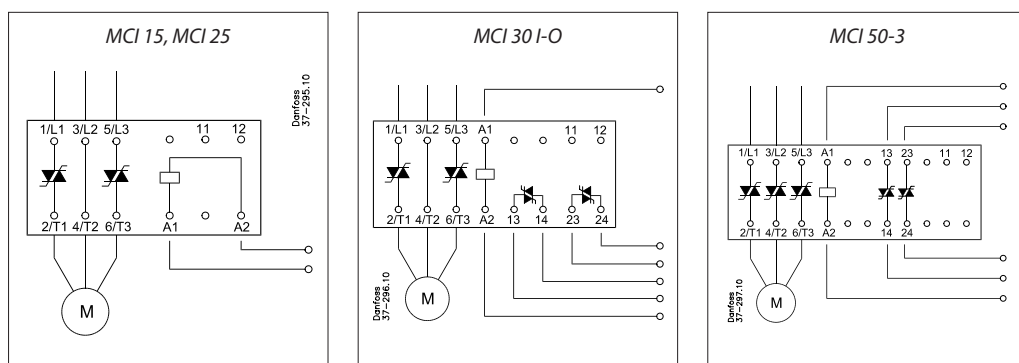 MCI 15, MCI 25
Danfoss
37-295.10
1/L1 3/L2 5/L3 11 12
2/T1 4/T2 6/T3 A1 A2
M
MCI 30 I-O
1/L1 3/L2 5/L3 A1 11 12
2/T1 4/T2 6/T3 A2 13 14 23 24
M
Danfoss
37-296.10
MCI 50-3
1/L1 3/L2 5/L3 A1 13 23 11 12
2/T1 4/T2 6/T3 A2 14 24
M
Danfoss
37-297.10